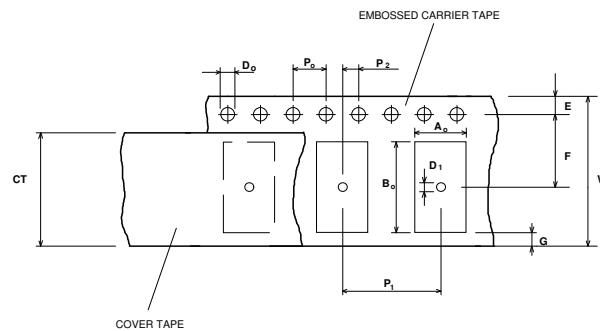 EMBOSSED CARRIER TAPE
Do
Po
P2
E
Ao
F
D1
CT
Bo
G
P1
COVER TAPE